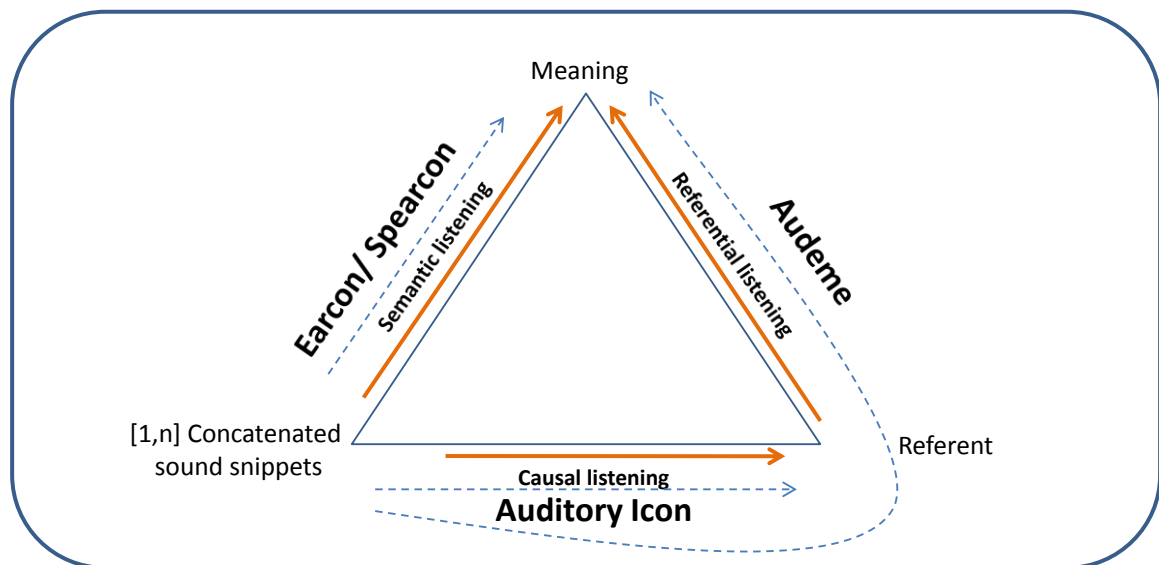 Meaning
Earcon/ Spearcon
Semantic listening
Referential listening
Audeme
[1,n] Concatenated
sound snippets
Referent
Causal listening
Auditory Icon